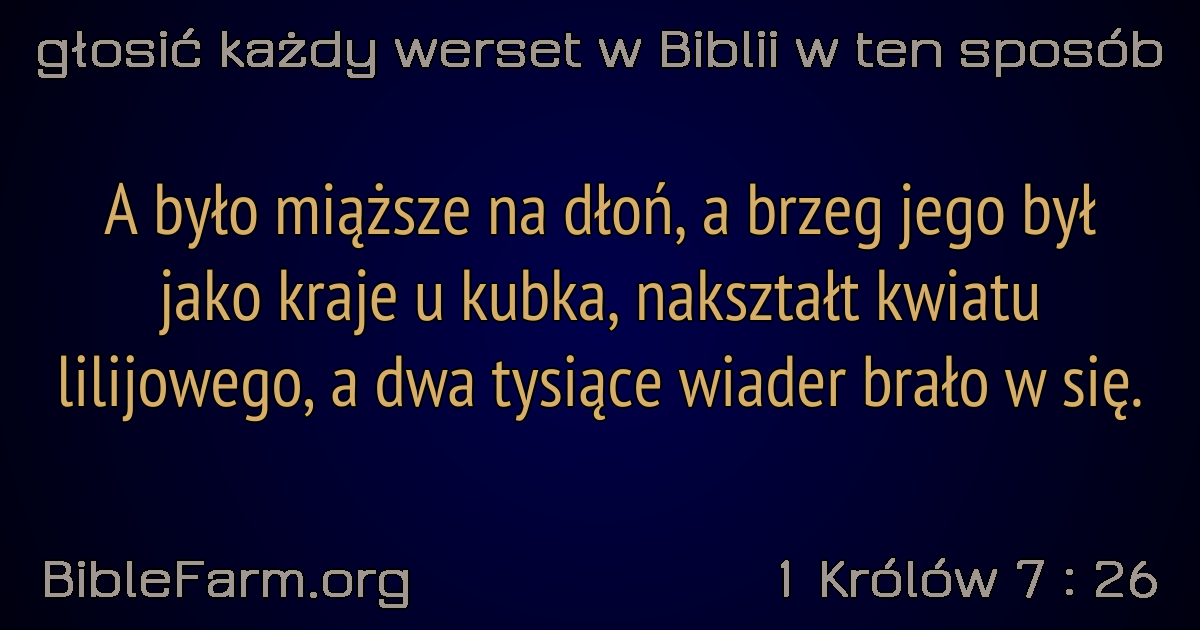 głosić każdy werset w Biblii w ten sposób
A było miąższe na dłoń, a brzeg jego był
jako kraje u kubka, nakształt kwiatu
lilijowego, a dwa tysiące wiader brało w się.
BibleFarm.org
1 Królów 7 : 26